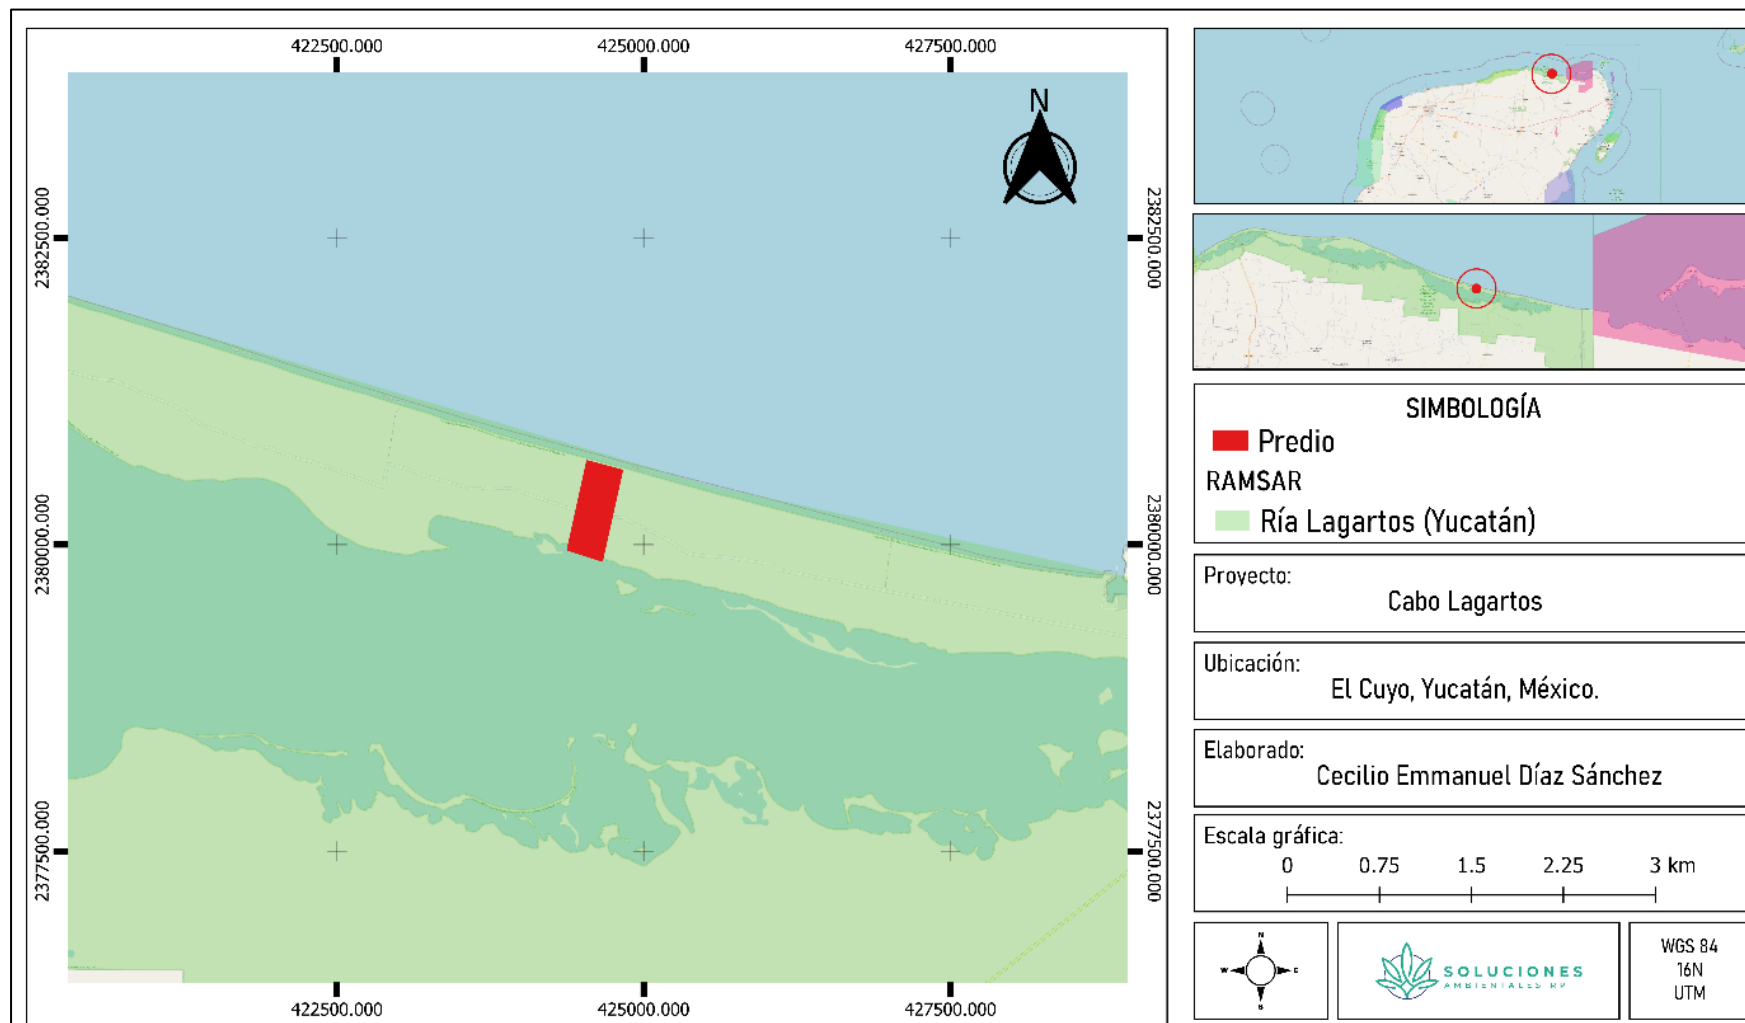 422500.000 425000.000 427500.000
N
2382500.000 2382500.000
2380000.000 2380000.000
2377500.000 2377500.000
422500.000 425000.000 427500.000
SIMBOLOGÍA
Predio
RAMSAR
Ría Lagartos (Yucatán)
Proyecto:
Cabo Lagartos
Ubicación:
El Cuyo, Yucatán, México.
Elaborado:
Cecilio Emmanuel Díaz Sánchez
Escala gráfica:
0 0.75 1.5 2.25 3 km
N
W E
S
SOLUCIONES
AMBIENTALES RP
WGS 84
16N
UTM